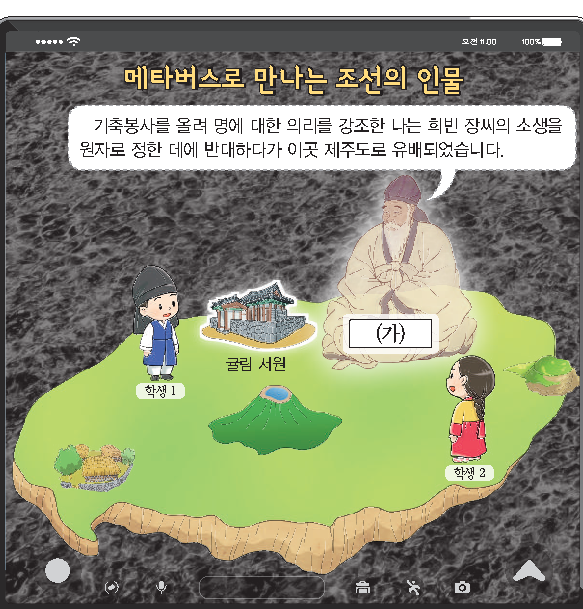 오전 11:00 100%
메타버스로 만나는 조선의 인물
기축봉사를 올려 명에 대한 의리를 강조한 나는 희빈 장씨의 소생을
원자로 정한 데에 반대하다가 이곳 제주도로 유배되었습니다.
(가)
귤림 서원
학생 1
학생 2